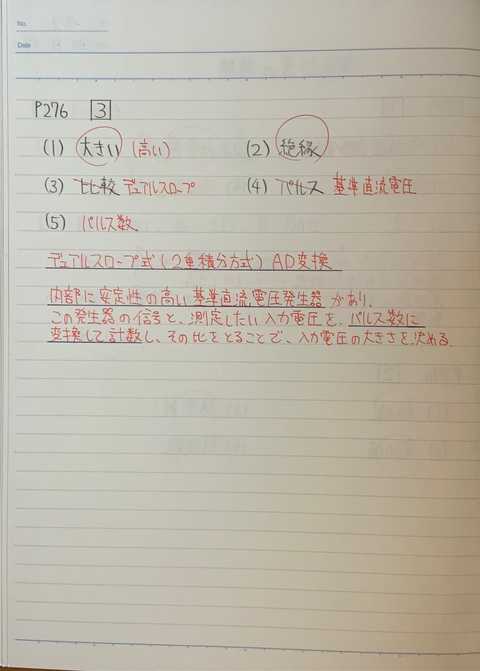 No.
Date
P276 3
(1) 大きい (高い) (2) 絶縁
(3) 比較 デュアルスロープ (4) パルス 基準直流電圧
(5) パルス数
デュアルスロープ式(2重積分方式) AD変換
内部に安定性の高い基準直流電圧発生器があり、
この発生器の信号と、測定したい入力電圧を、パルス数に
変換して計数し、その比をとることで、入力電圧の大きさを決める。